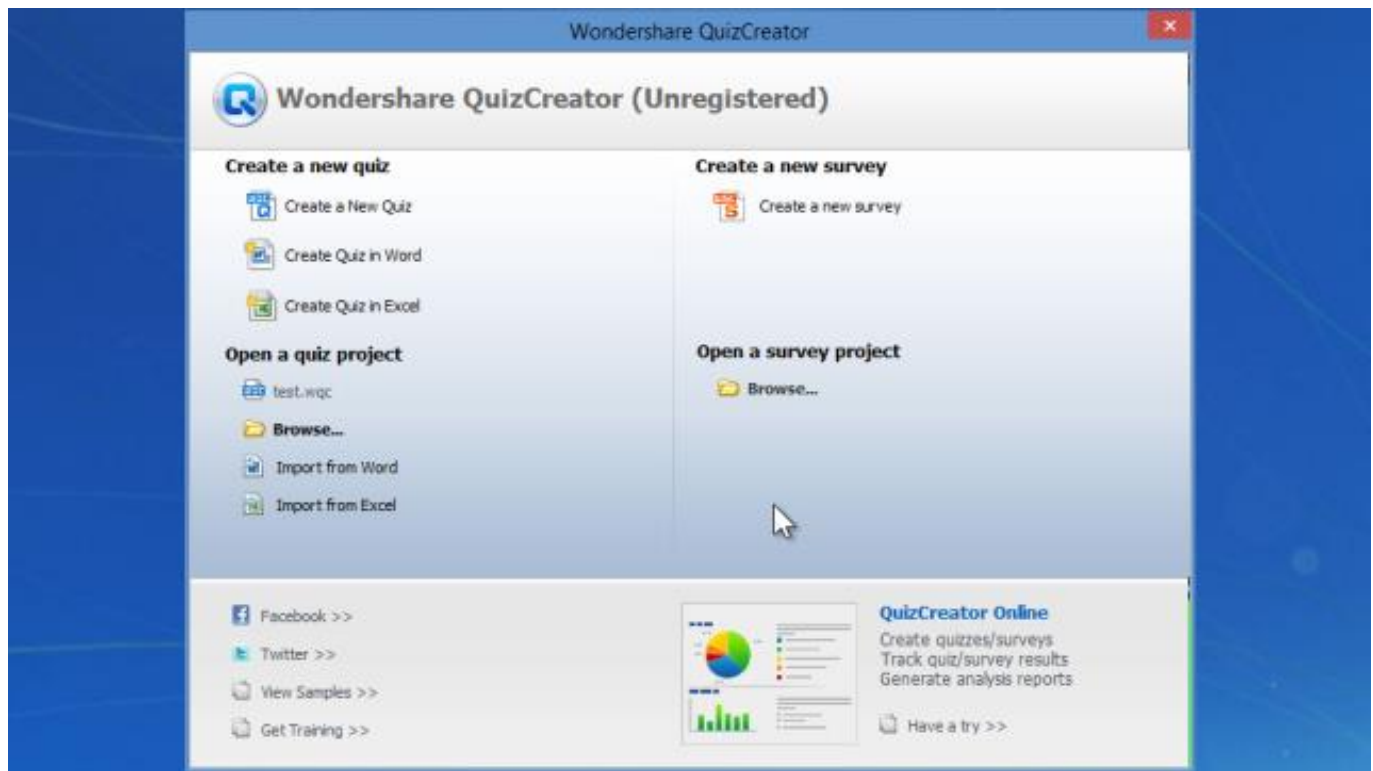 Wondershare QuizCreator
Wondershare QuizCreator (Unregistered)
Create a new quiz
Create a New Quiz
Create Quiz in Word
Create Quiz in Excel
Open a quiz project
test.wqc
Browse...
Import from Word
Import from Excel
Create a new survey
Create a new survey
Open a survey project
Browse...
Facebook >>
Twitter >>
View Samples >>
Get Training >>
QuizCreator Online
Create quizzes/surveys
Track quiz/survey results
Generate analysis reports
Have a try >>